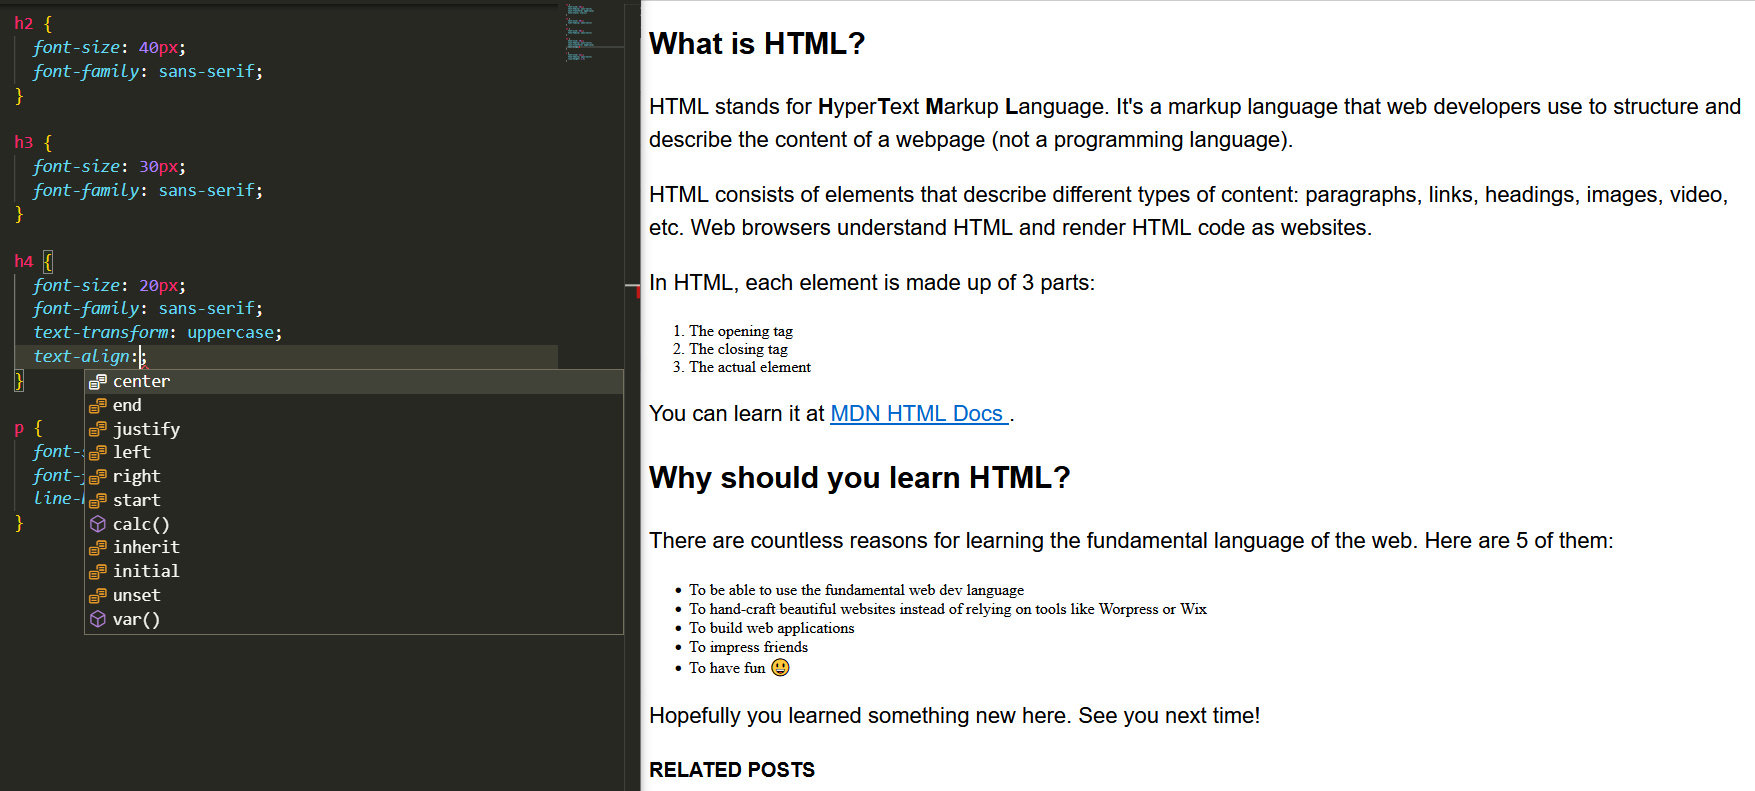 h2 {
font-size: 40px;
font-family: sans-serif;
}
h3 {
font-size: 30px;
font-family: sans-serif;
}
h4 {
font-size: 20px;
font-family: sans-serif;
text-transform: uppercase;
text-align:;
}
center
end
justify
left
right
start
calc()
inherit
initial
unset
var()
p {
font-
font-
line-
}
What is HTML?
HTML stands for HyperText Markup Language. It's a markup language that web developers use to structure and
describe the content of a webpage (not a programming language).
HTML consists of elements that describe different types of content: paragraphs, links, headings, images, video,
etc. Web browsers understand HTML and render HTML code as websites.
In HTML, each element is made up of 3 parts:
1. The opening tag
2. The closing tag
3. The actual element
You can learn it at MDN HTML Docs .
Why should you learn HTML?
There are countless reasons for learning the fundamental language of the web. Here are 5 of them:
• To be able to use the fundamental web dev language
• To hand-craft beautiful websites instead of relying on tools like Worpress or Wix
• To build web applications
• To impress friends
• To have fun 😀
Hopefully you learned something new here. See you next time!
RELATED POSTS